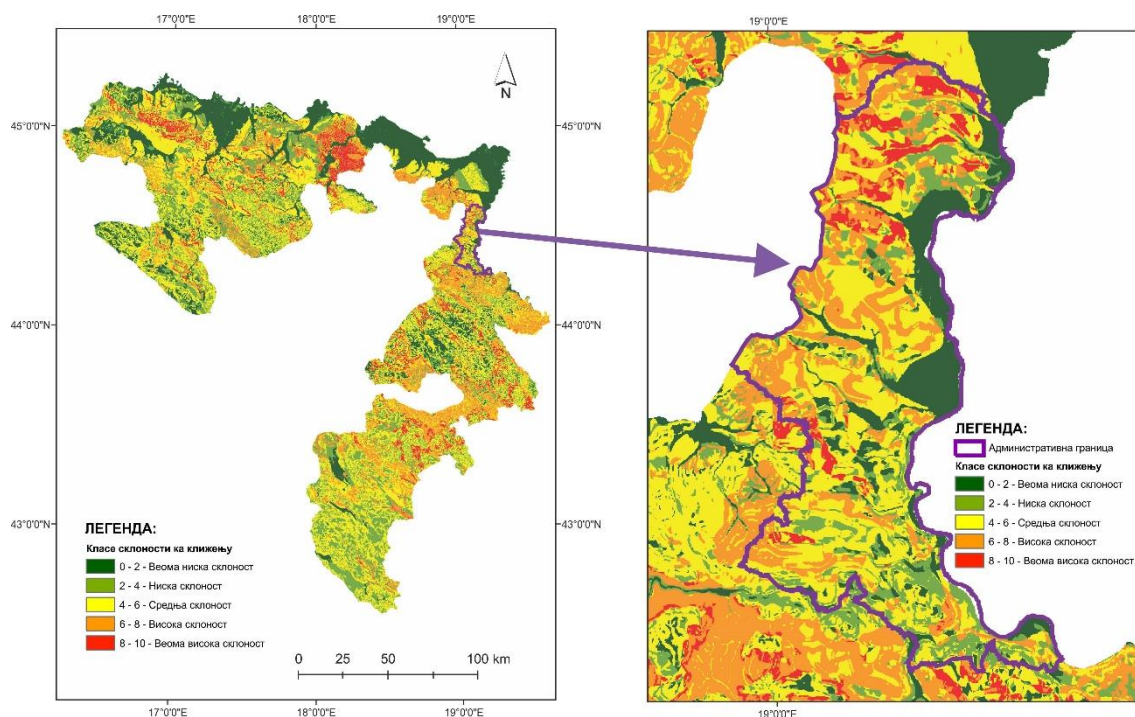 17°0'0"E
18°0'0"E
19°0'0"E
N
45°0'0"N
45°0'0"N
44°0'0"N
44°0'0"N
43°0'0"N
43°0'0"N
ЛЕГЕНДА:
Класе склоности ка клижењу
0 - 2 - Веома ниска склоност
2 - 4 - Ниска склоност
4 - 6 - Средња склоност
6 - 8 - Висока склоност
8 - 10 - Веома висока склоност
0 25 50 100 km
17°0'0"E
18°0'0"E
19°0'0"E
19°0'0"E
ЛЕГЕНДА:
Административна граница
Класе склоности ка клижењу
0 - 2 - Веома ниска склоност
2 - 4 - Ниска склоност
4 - 6 - Средња склоност
6 - 8 - Висока склоност
8 - 10 - Веома висока склоност
19°0'0"E